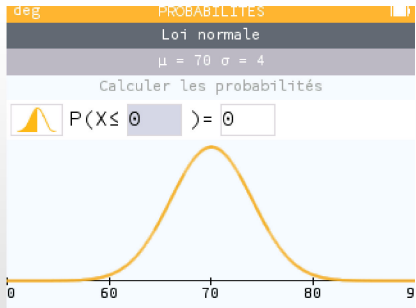 deg PROBABILITES
Loi normale
μ = 70 σ = 4
Calculer les probabilités
P(X≤ 0 )= 0
0 60 70 80 9